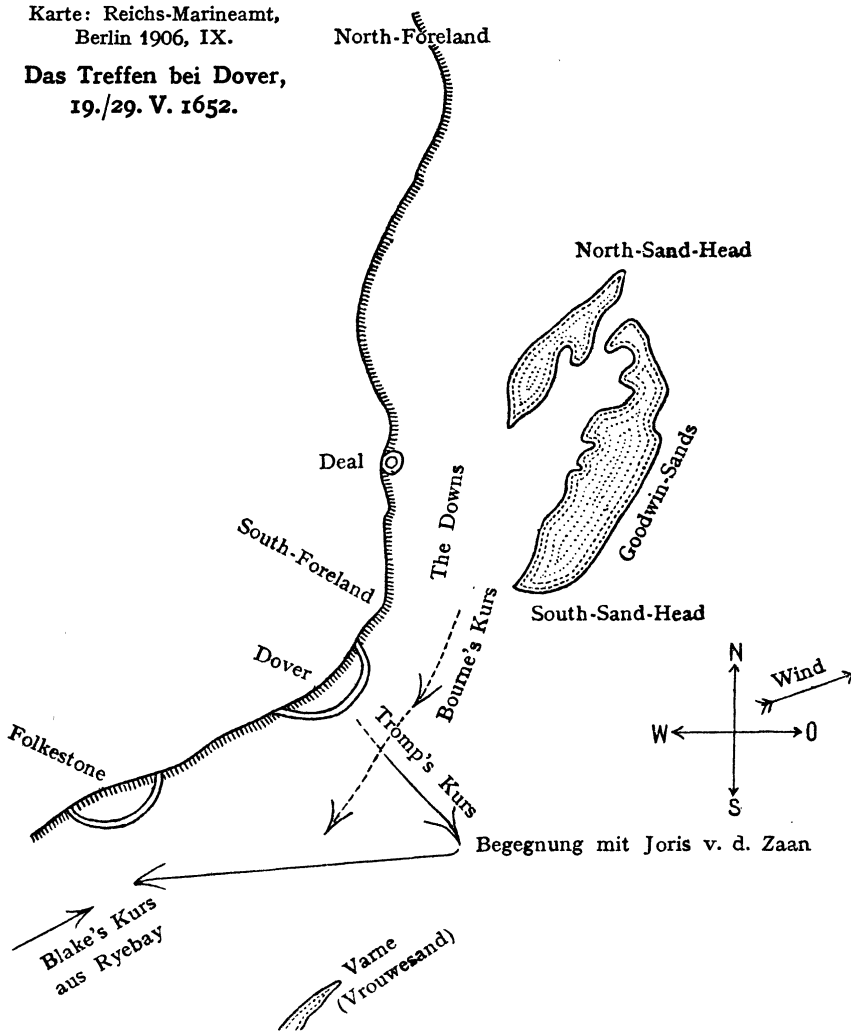 Karte: Reichs-Marineamt,
Berlin 1906, IX.
Das Treffen bei Dover,
19./29. V. 1652.
North-Foreland
North-Sand-Head
Deal
The Downs
Goodwin-Sands
South-Foreland
South-Sand-Head
Bourne's Kurs
Dover
Tromp's Kurs
Folkestone
N
Wind
W
O
S
Begegnung mit Joris v. d. Zaan
Blake's Kurs
aus Ryebay
Varne
(Vrouwesand)